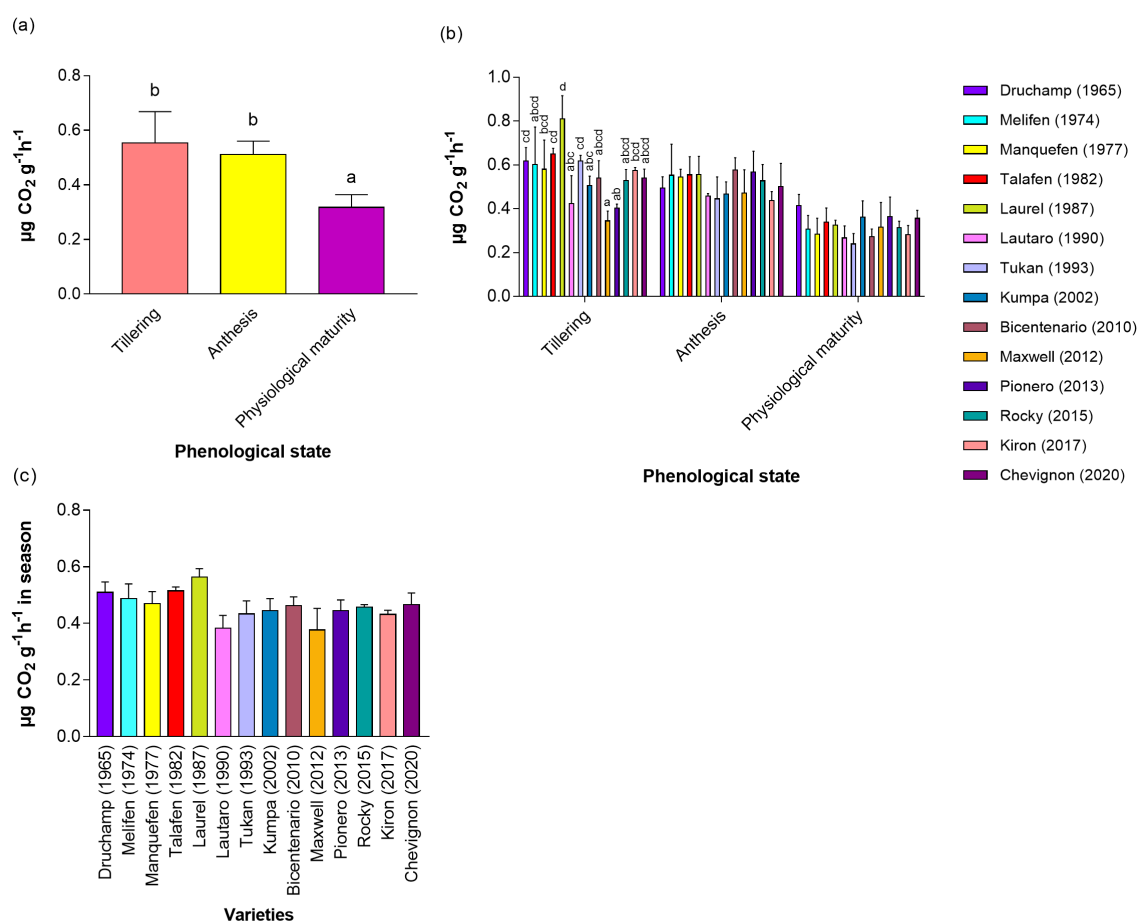 (a)
µg CO2 g-1h-1
0.8
0.6
0.4
0.2
0.0
b
b
a
Tillering
Anthesis
Physiological maturity
Phenological state
(b)
µg CO2 g-1h-1
1.0
0.8
0.6
0.4
0.2
0.0
cd
abcd
bcd
cd
d
abc
cd
abc
abcd
a
ab
abcd
bcd
abcd
Tillering
Anthesis
Physiological maturity
Phenological state
Druchamp (1965)
Melifen (1974)
Manquefen (1977)
Talafen (1982)
Laurel (1987)
Lautaro (1990)
Tukan (1993)
Kumpa (2002)
Bicentenario (2010)
Maxwell (2012)
Pionero (2013)
Rocky (2015)
Kiron (2017)
Chevignon (2020)
(c)
µg CO2 g-1h-1 in season
0.8
0.6
0.4
0.2
0.0
Druchamp (1965)
Melifen (1974)
Manquefen (1977)
Talafen (1982)
Laurel (1987)
Lautaro (1990)
Tukan (1993)
Kumpa (2002)
Bicentenario (2010)
Maxwell (2012)
Pionero (2013)
Rocky (2015)
Kiron (2017)
Chevignon (2020)
Varieties